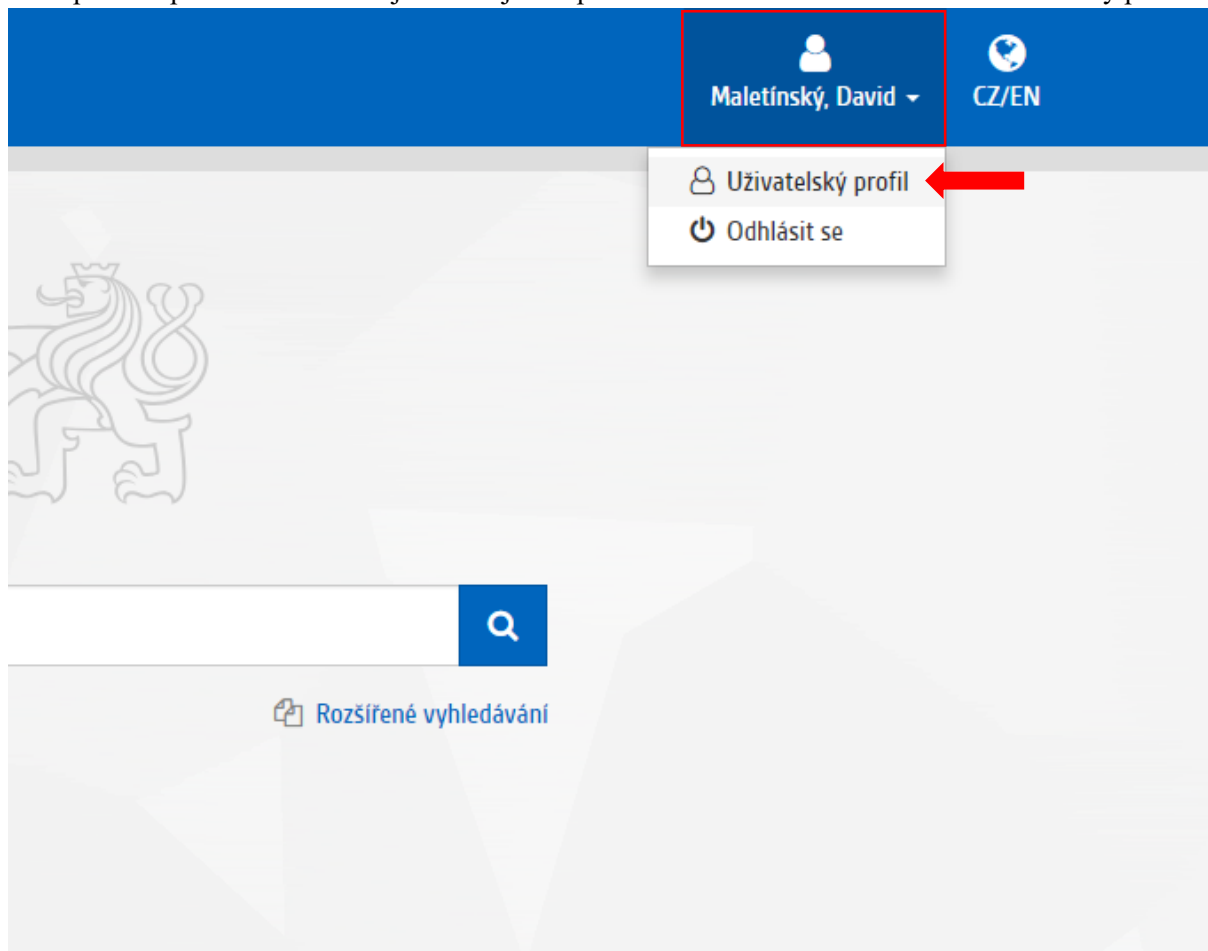 Maletínský, David
CZ/EN
Uživatelský profil
Odhlásit se
Rozšířené vyhledávání